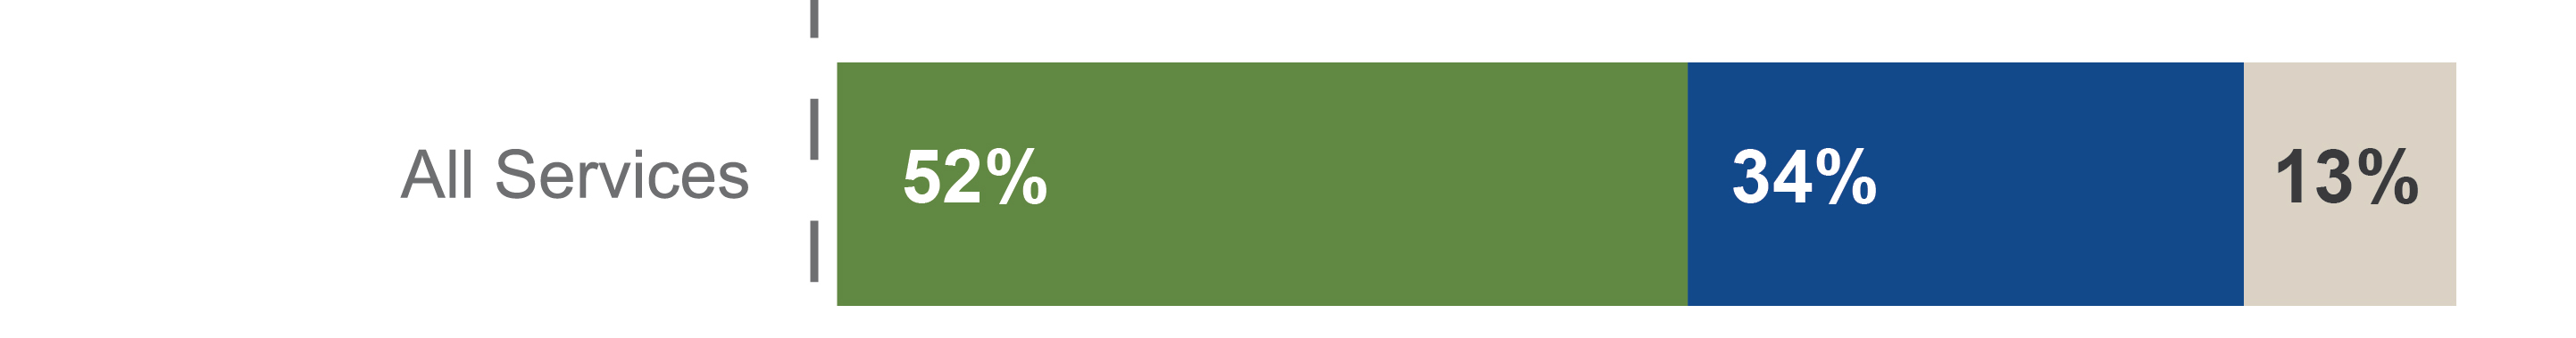 All Services 52% 34% 13%